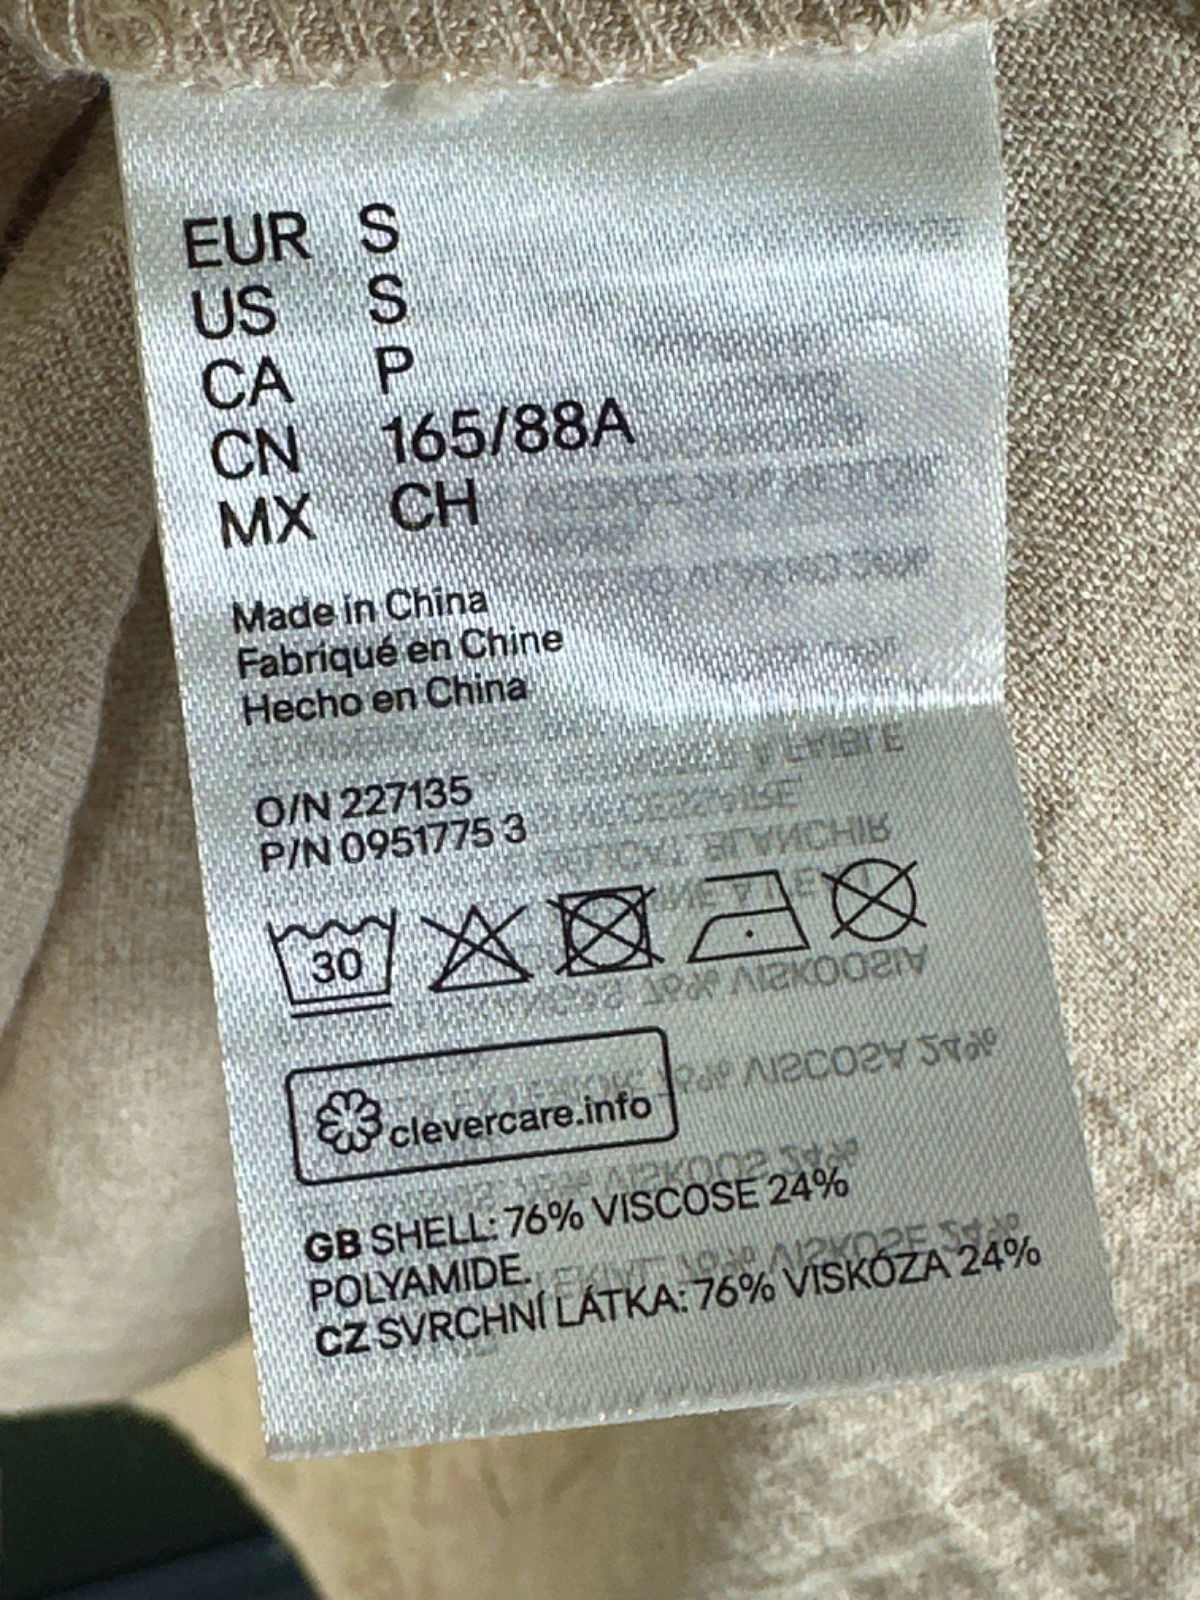 EUR S
US S
CA P
CN 165/88A
MX CH
Made in China
Fabriqué en Chine
Hecho en China
O/N 227135
P/N 0951775 3
30
clevercare.info
GB SHELL: 76% VISCOSE 24%
POLYAMIDE.
CZ SVRCHNÍ LÁTKA: 76% VISKÓZA 24%